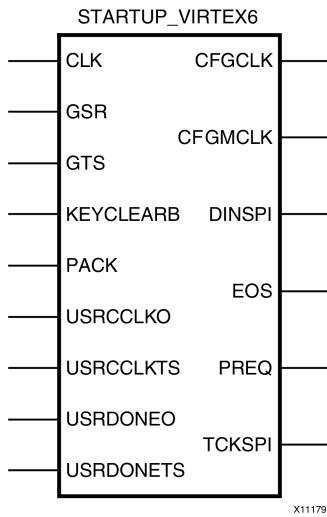 STARTUP_VIRTEX6
CLK
CFGCLK
GSR
CFGMCLK
GTS
KEYCLEARB
DINSPI
PACK
EOS
USRCCLKO
USRCCLKTS
PREQ
USRDONEO
TCKSPI
USRDONETS
X11179